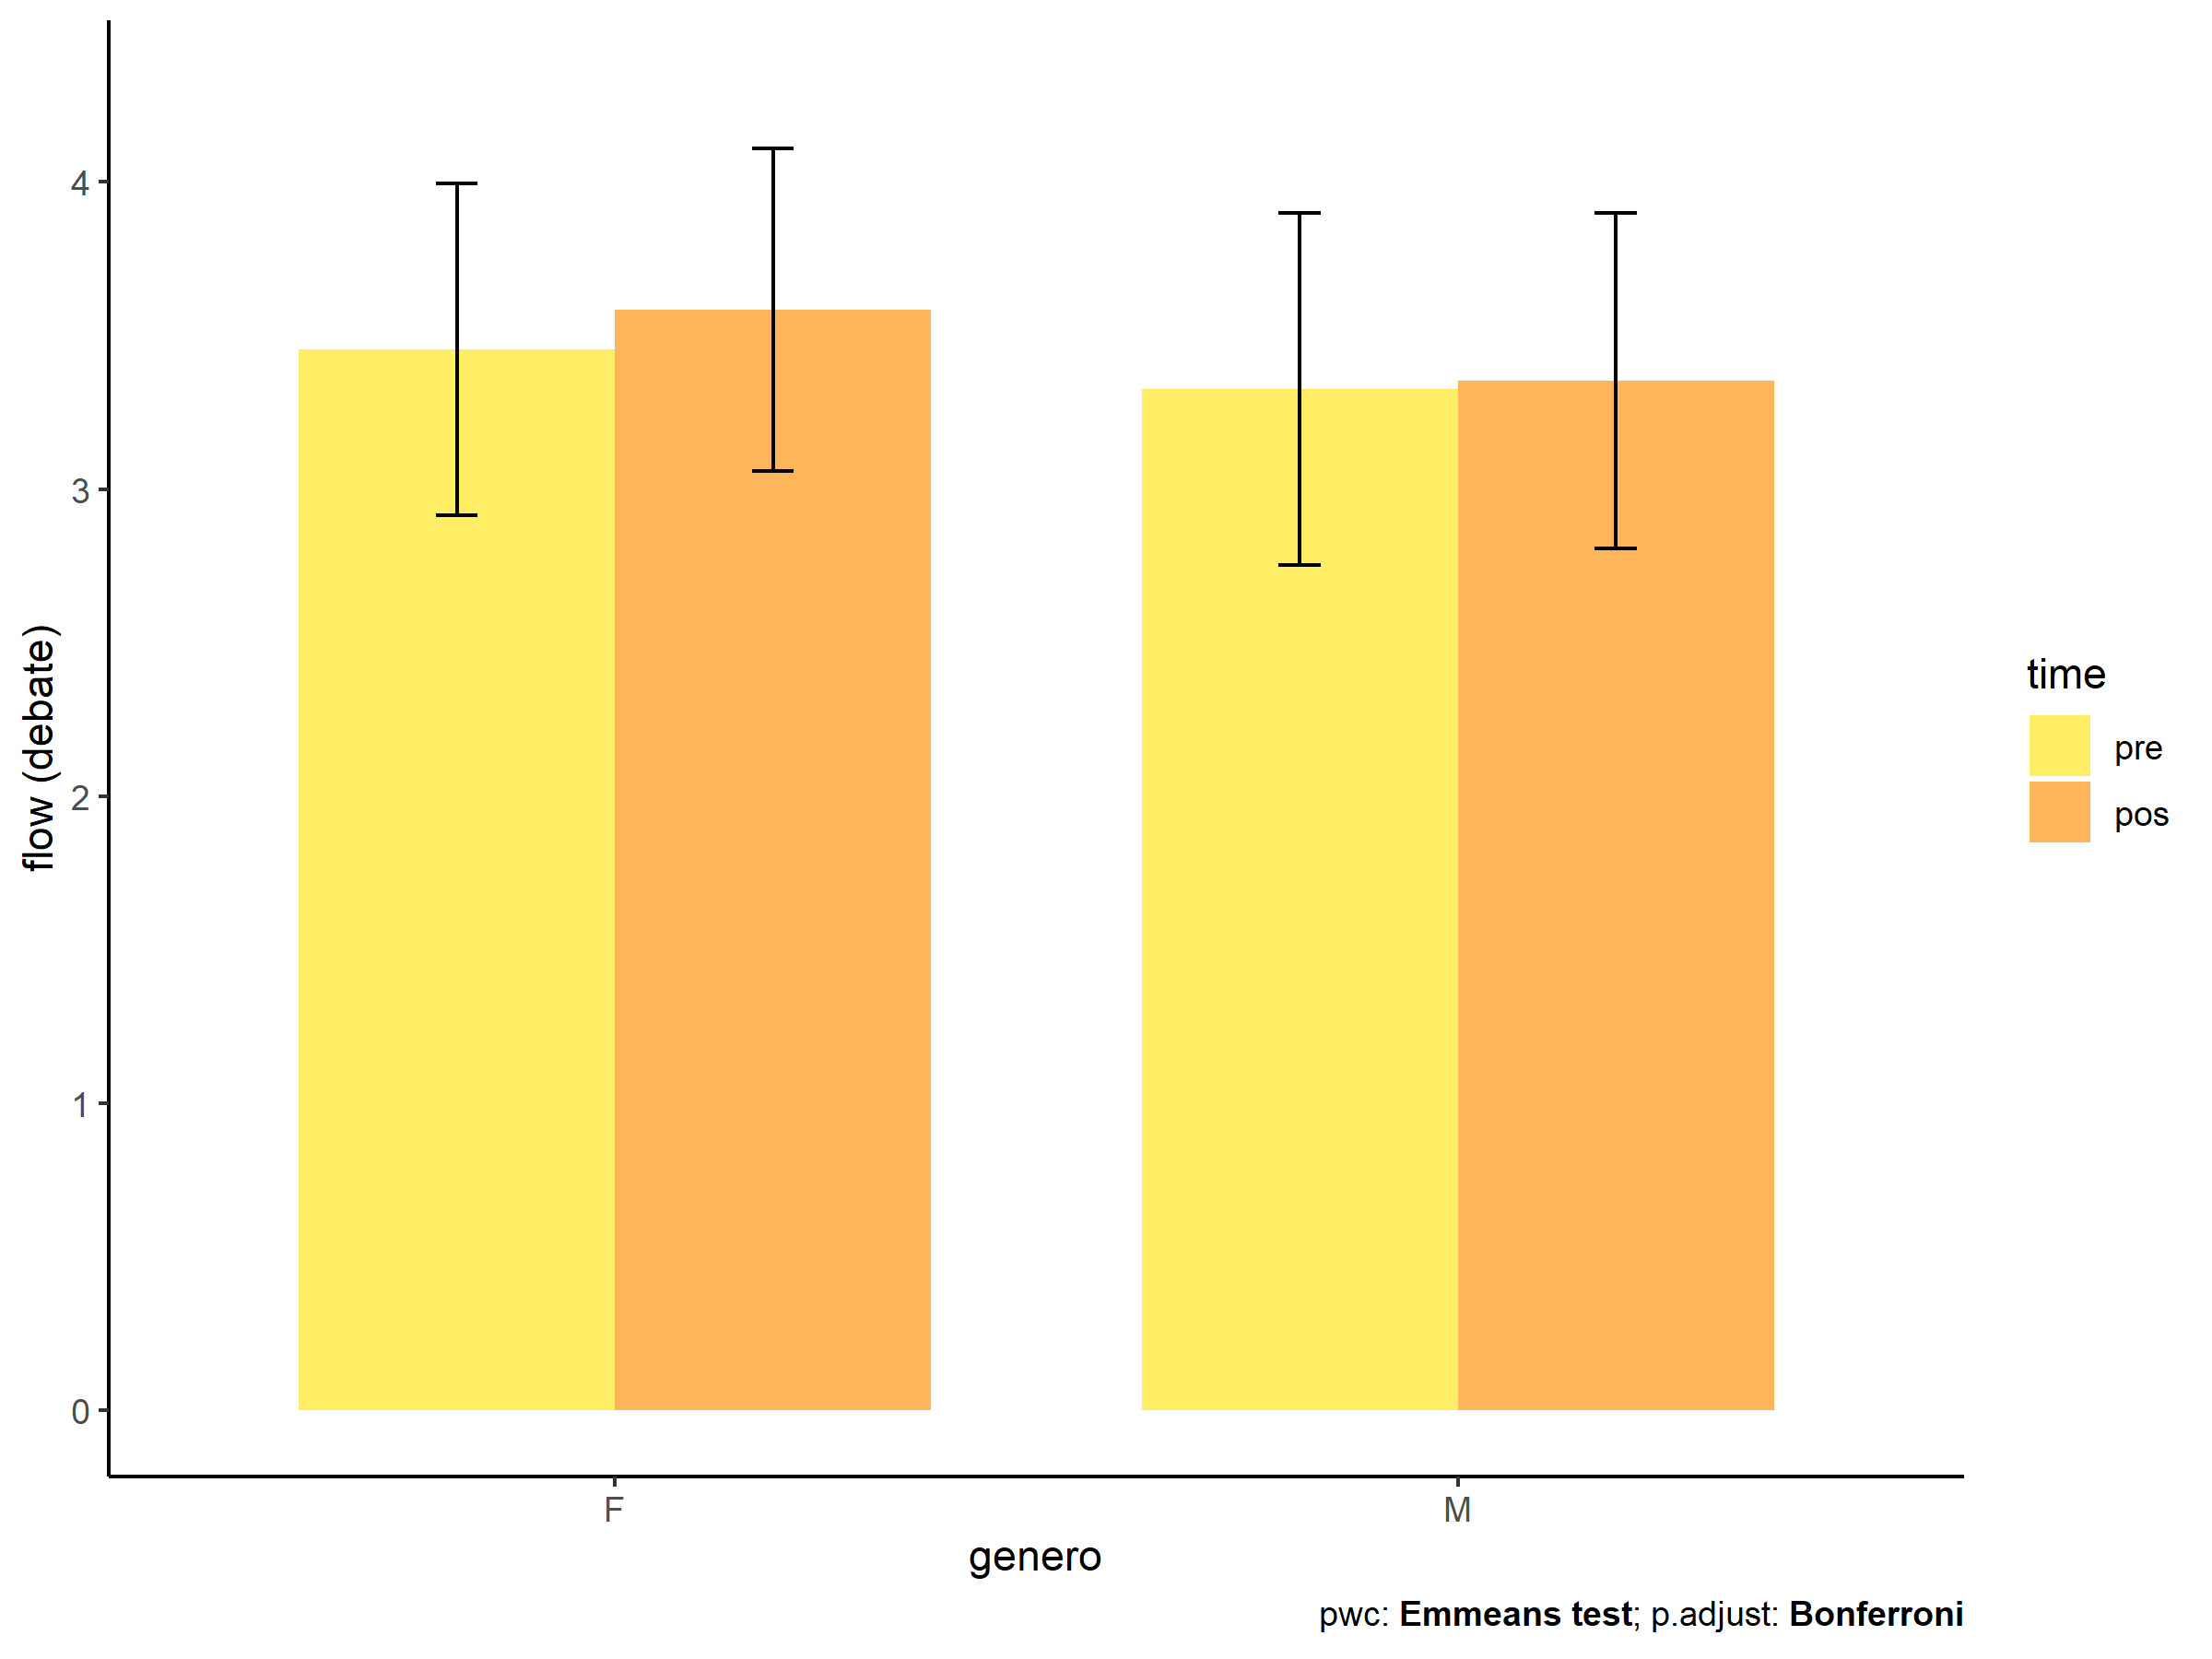 flow (debate)
4
3
2
1
0
F
M
genero
time
pre
pos
pwc: Emmeans test; p.adjust: Bonferroni